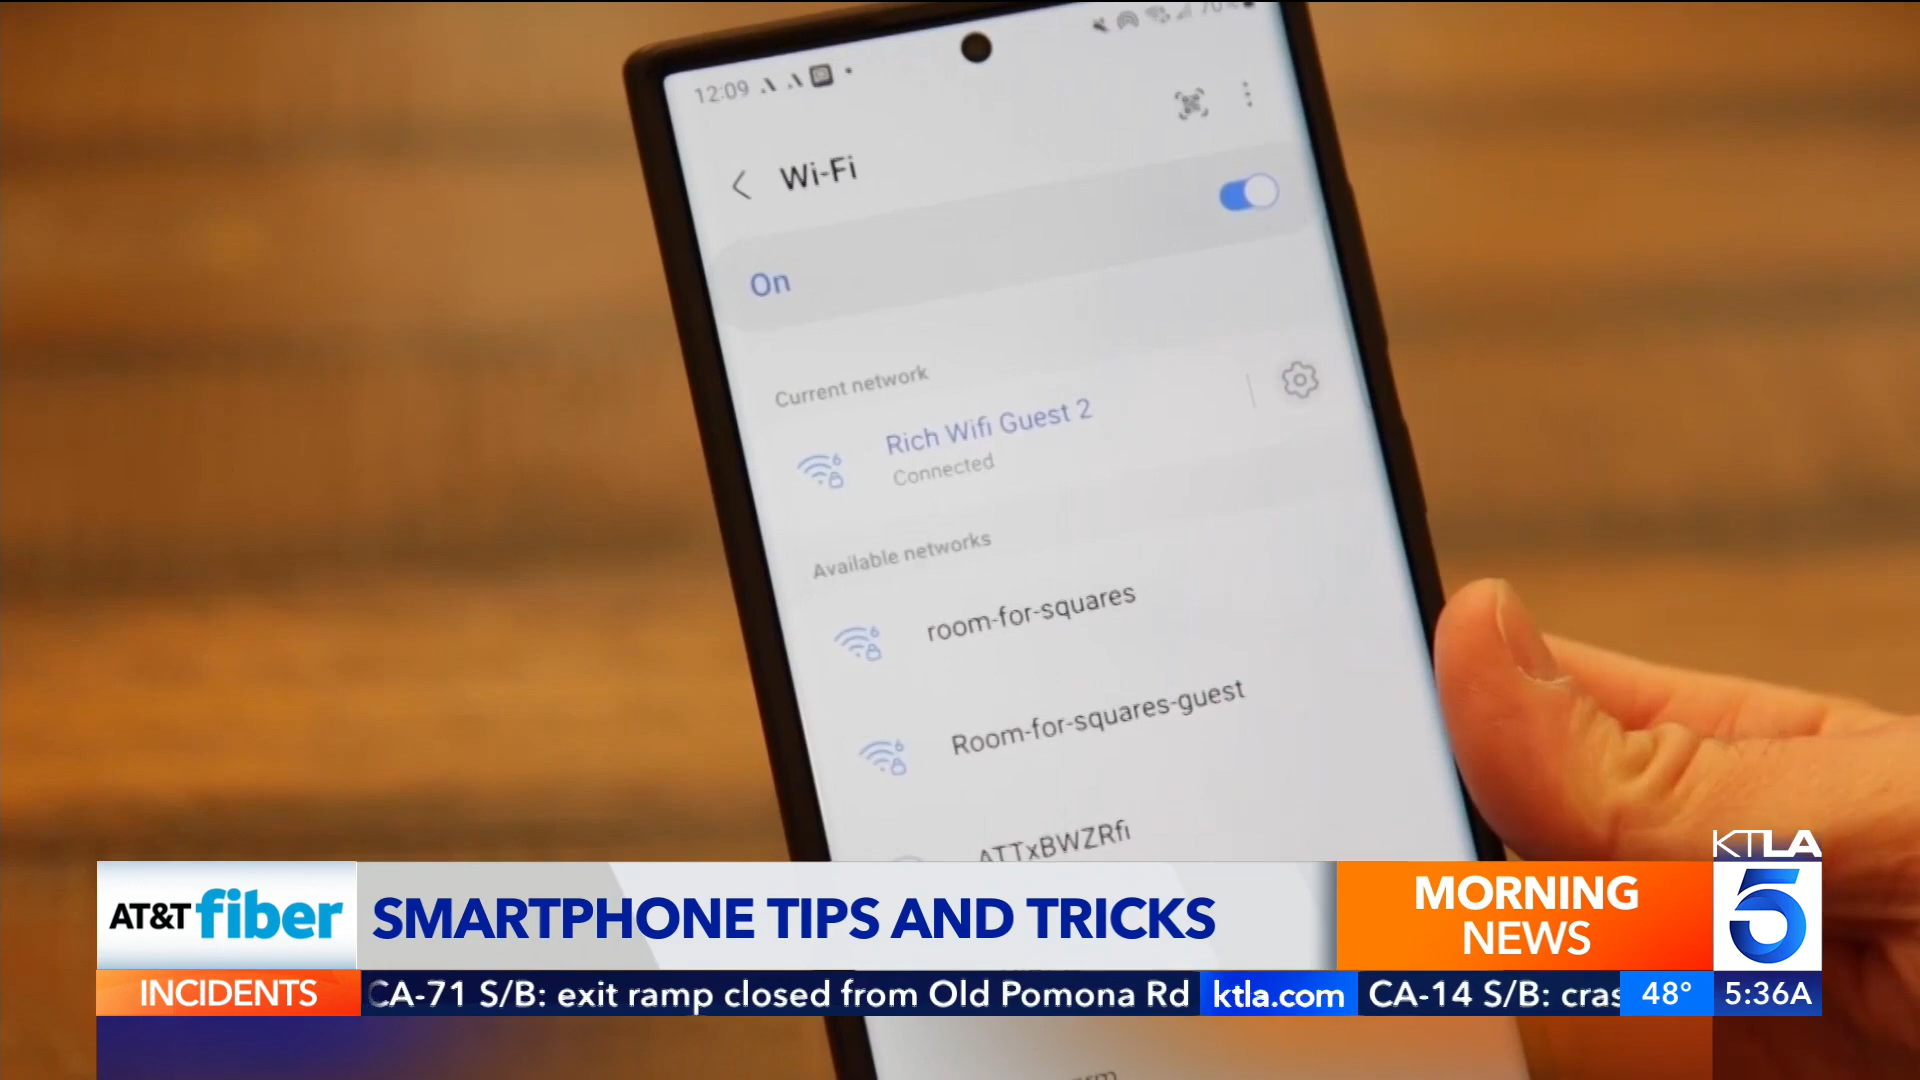 12:09
70%
Wi-Fi
On
Current network
Rich Wifi Guest 2
Connected
Available networks
room-for-squares
Room-for-squares-guest
ATTxBWZRfi
KTLA
5
AT&T fiber
SMARTPHONE TIPS AND TRICKS
MORNING
NEWS
INCIDENTS
CA-71 S/B: exit ramp closed from Old Pomona Rd
ktla.com
CA-14 S/B: cras
48°
5:36A